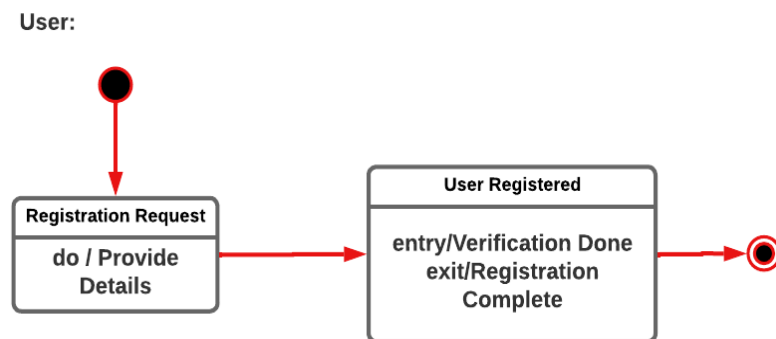 User:
Registration Request
do / Provide
Details
User Registered
entry/Verification Done
exit/Registration
Complete